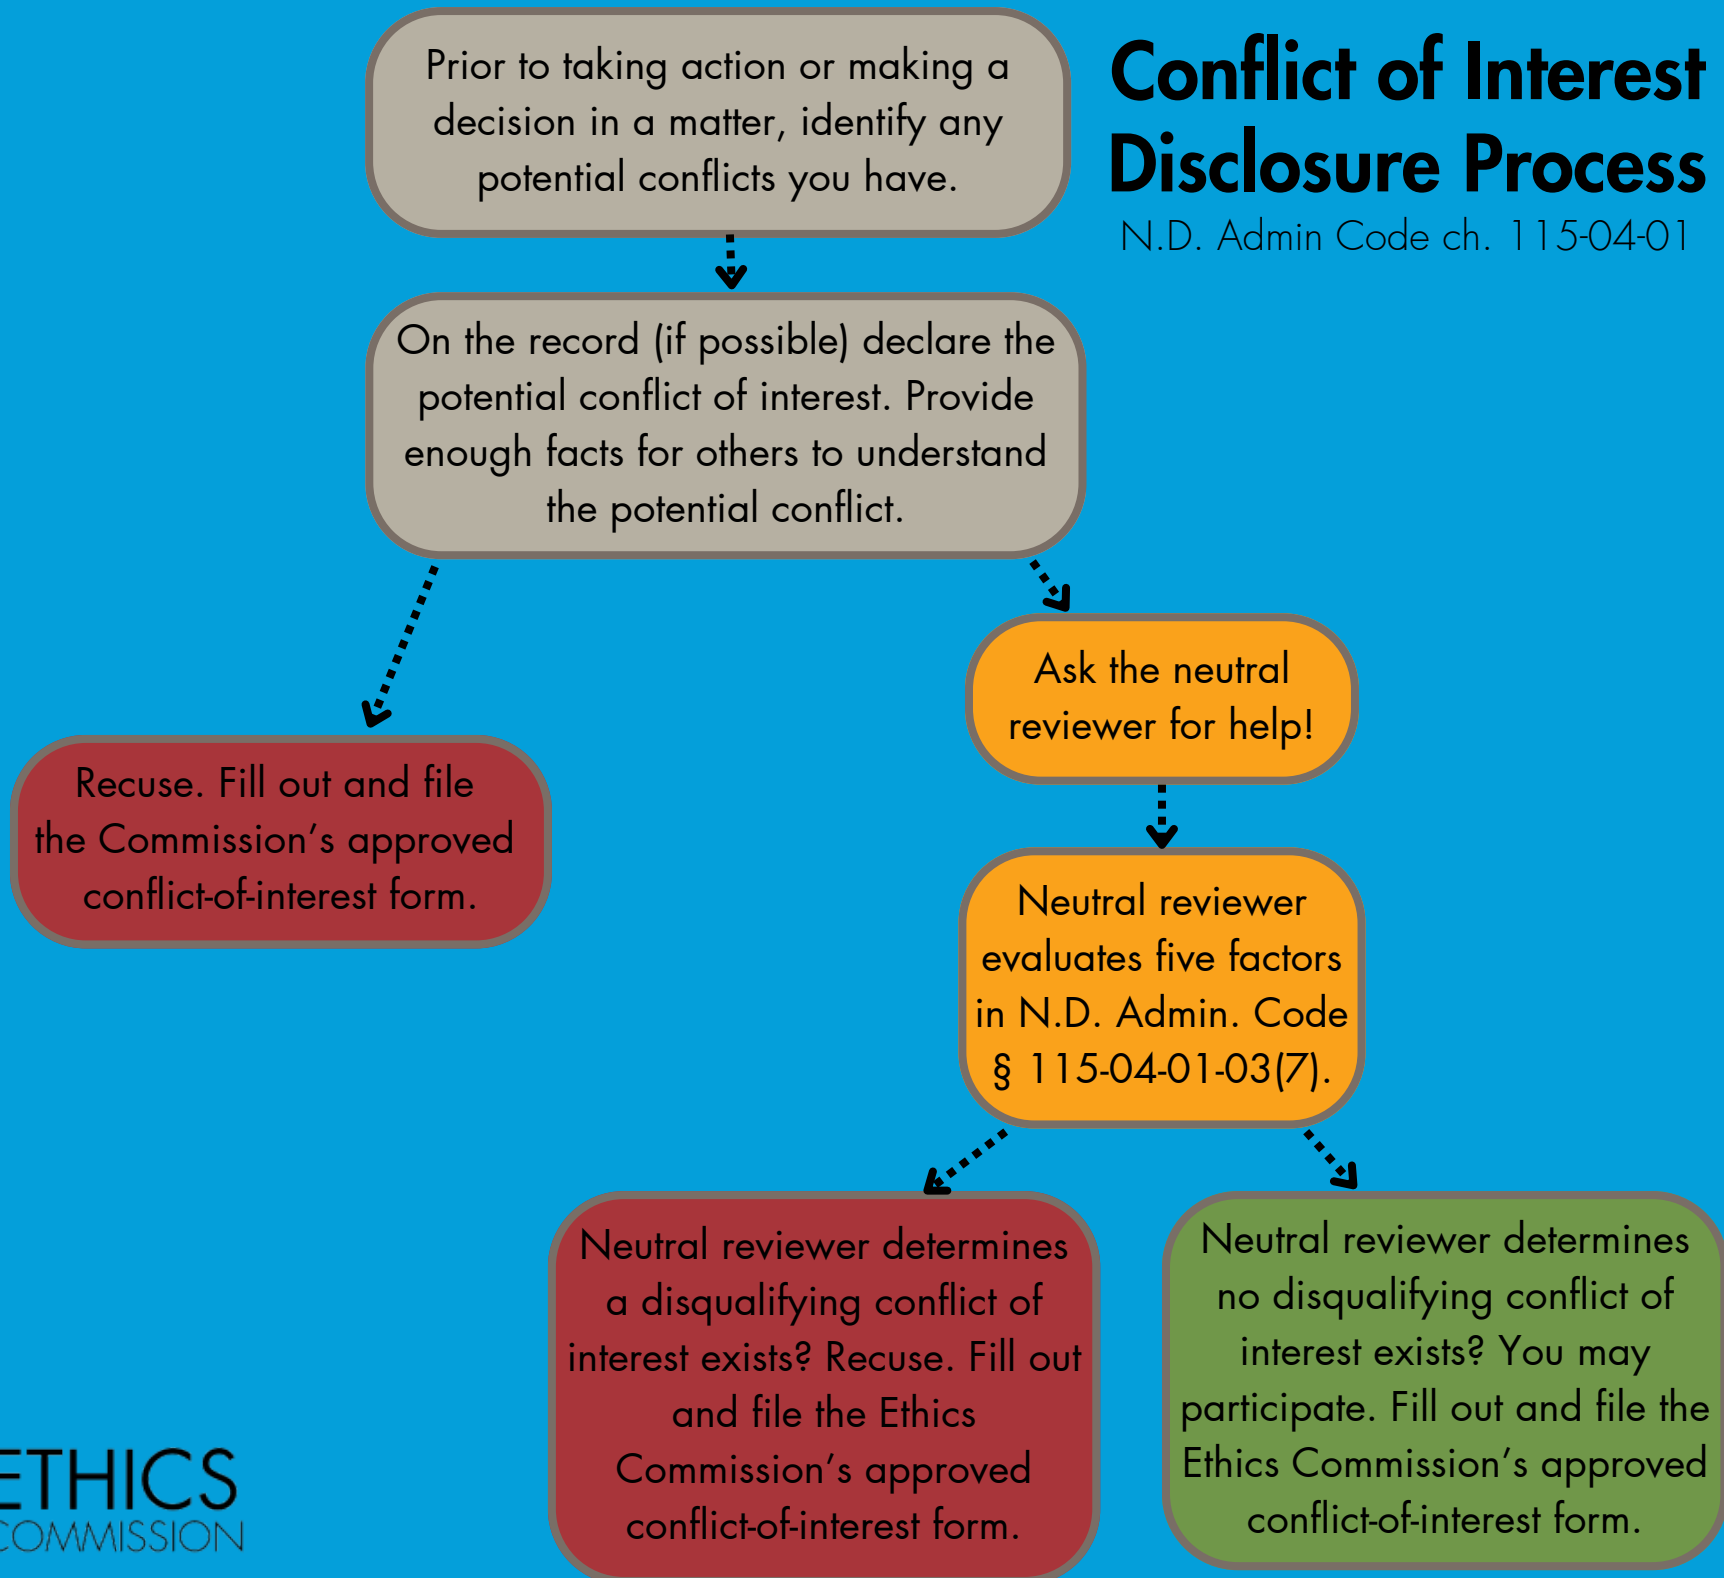 Conflict of Interest
Disclosure Process
N.D. Admin Code ch. 115-04-01
Prior to taking action or making a
decision in a matter, identify any
potential conflicts you have.
On the record (if possible) declare the
potential conflict of interest. Provide
enough facts for others to understand
the potential conflict.
Recuse. Fill out and file
the Commission’s approved
conflict-of-interest form.
Ask the neutral
reviewer for help!
Neutral reviewer
evaluates five factors
in N.D. Admin. Code
§ 115-04-01-03(7).
Neutral reviewer determines
a disqualifying conflict of
interest exists? Recuse. Fill out
and file the Ethics
Commission’s approved
conflict-of-interest form.
Neutral reviewer determines
no disqualifying conflict of
interest exists? You may
participate. Fill out and file the
Ethics Commission’s approved
conflict-of-interest form.
ETHICS
COMMISSION